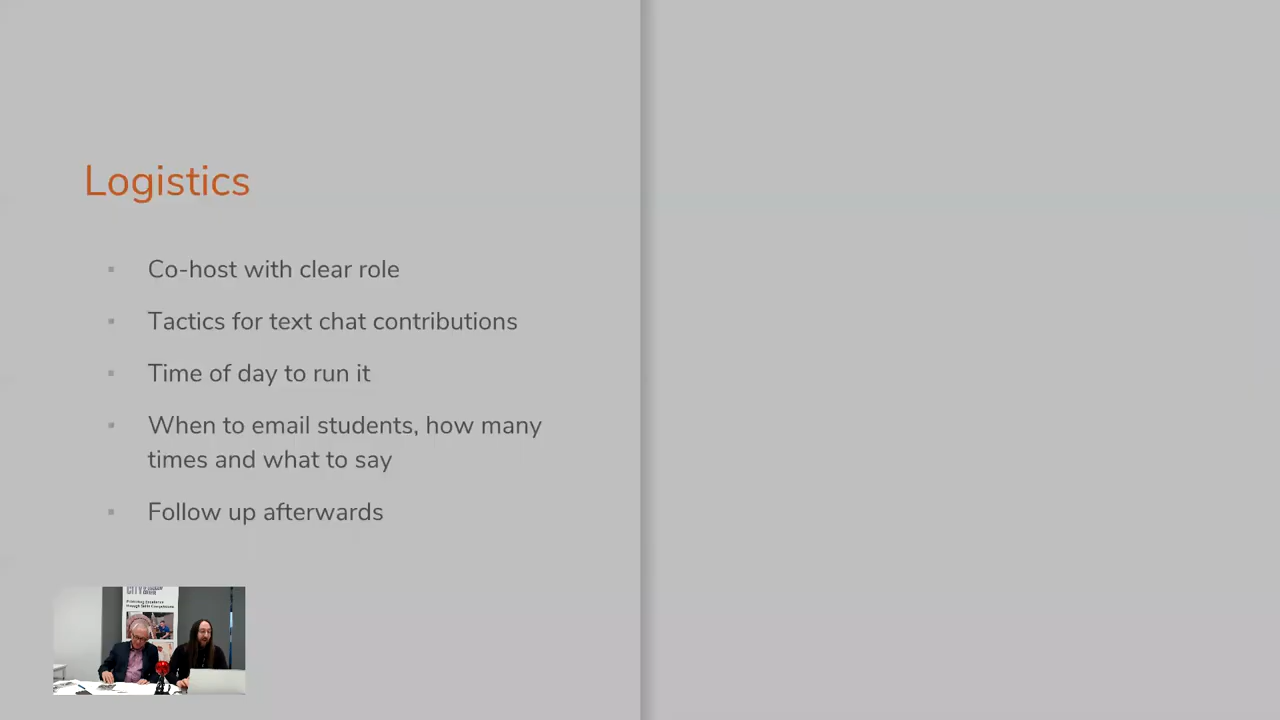 Logistics
Co-host with clear role
Tactics for text chat contributions
Time of day to run it
When to email students, how many
times and what to say
Follow up afterwards
CITY